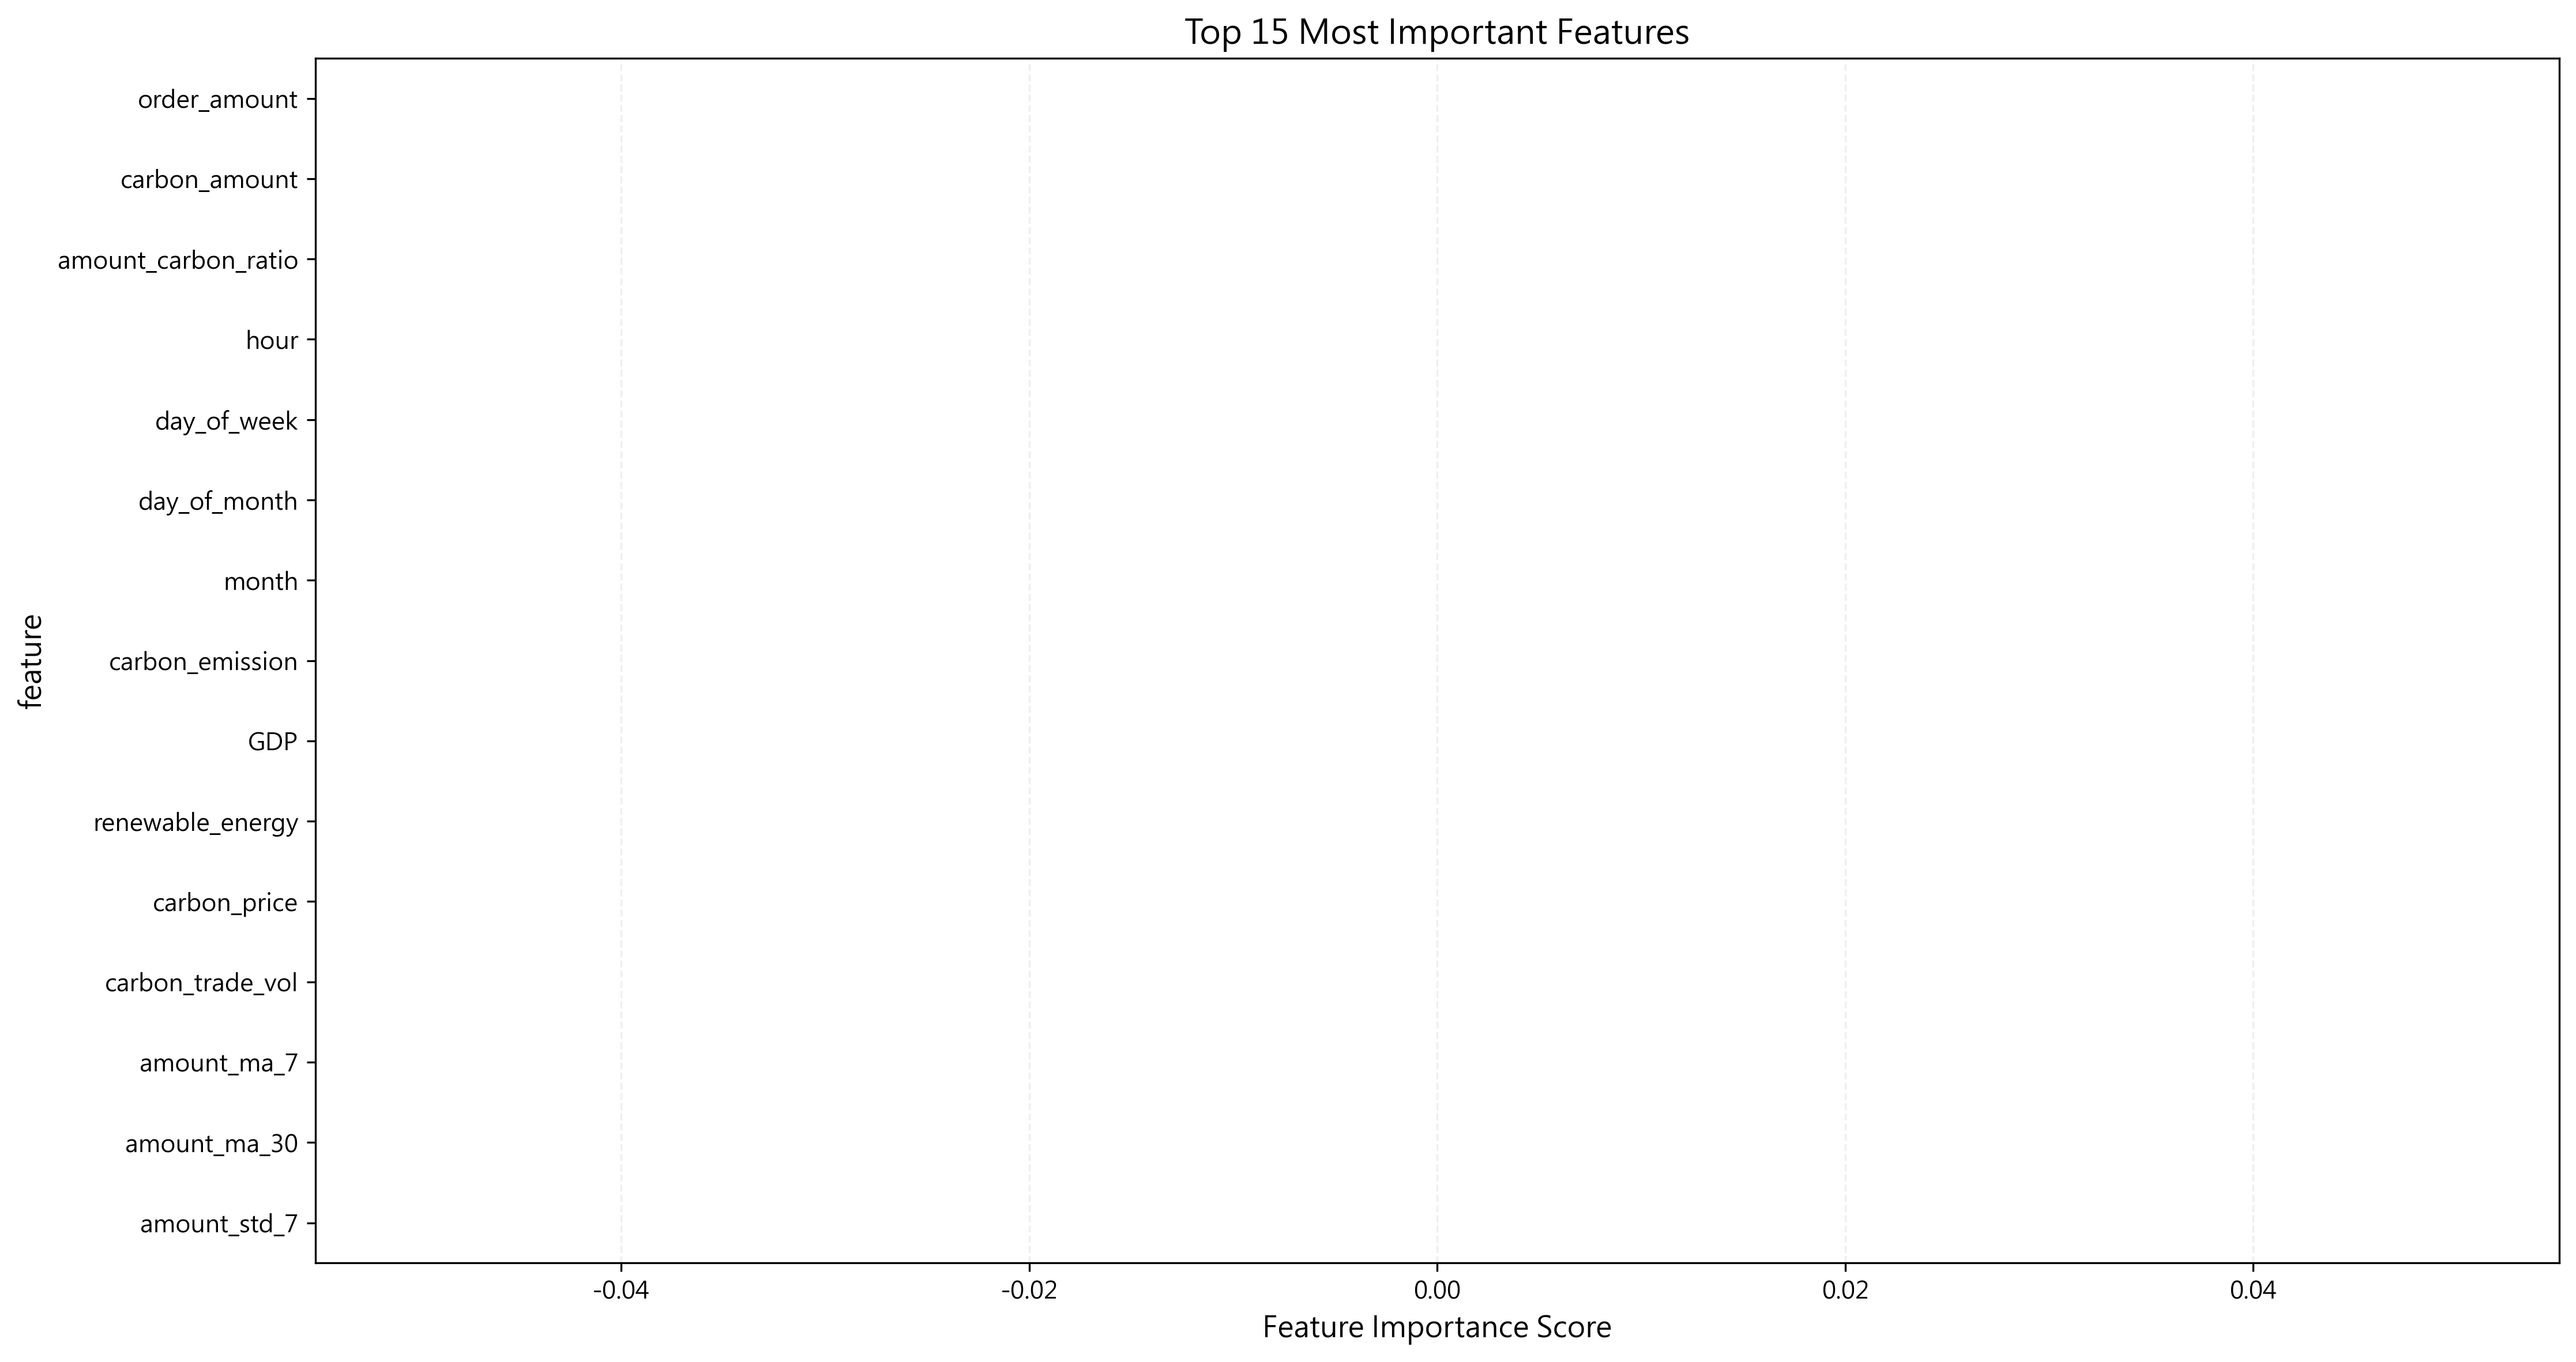 Top 15 Most Important Features
order_amount
carbon_amount
amount_carbon_ratio
hour
day_of_week
day_of_month
month
carbon_emission
GDP
renewable_energy
carbon_price
carbon_trade_vol
amount_ma_7
amount_ma_30
amount_std_7
feature
-0.04 -0.02 0.00 0.02 0.04
Feature Importance Score